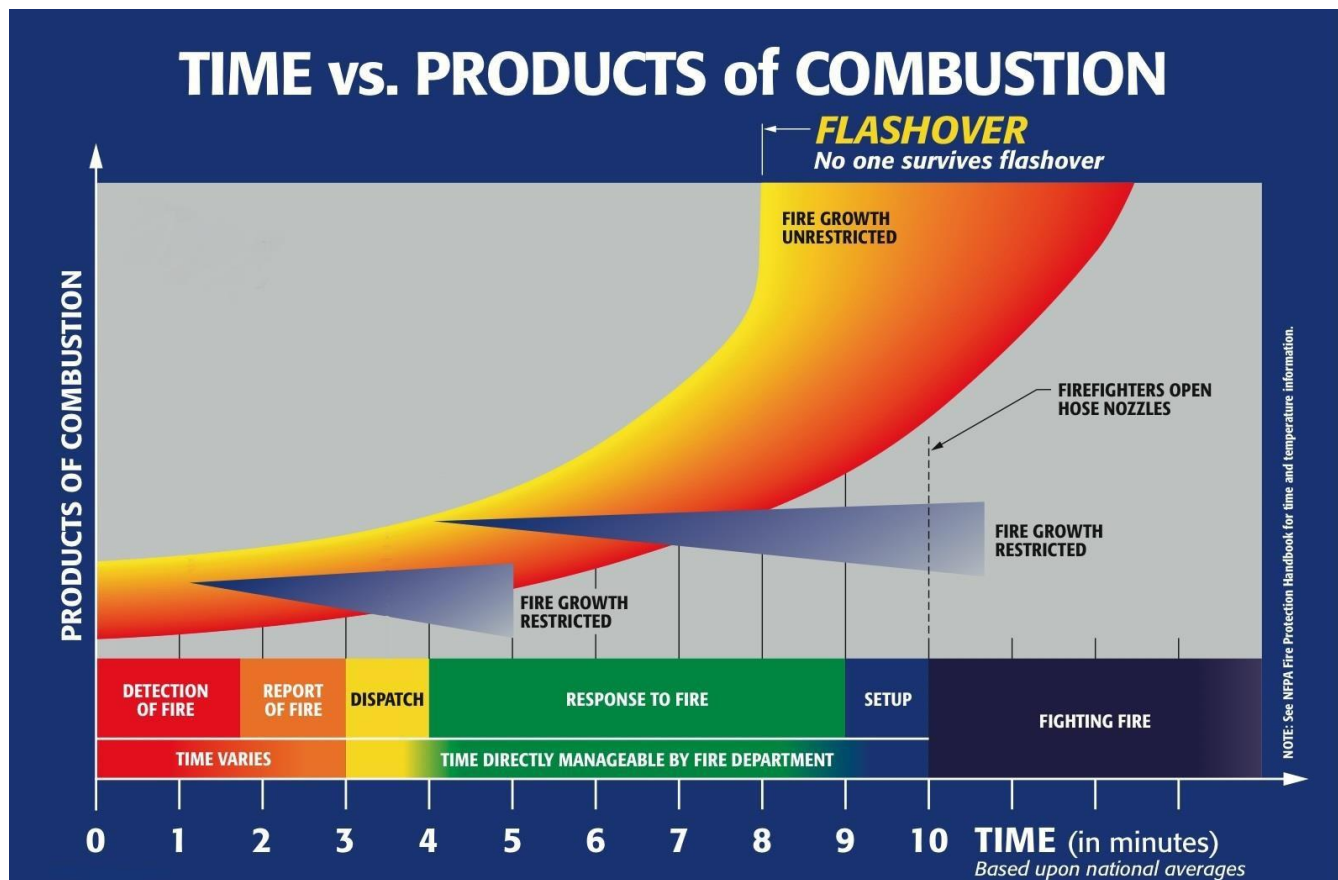 TIME vs. PRODUCTS of COMBUSTION
FLASHOVER
No one survives flashover
FIRE GROWTH
UNRESTRICTED
PRODUCTS OF COMBUSTION
FIREFIGHTERS OPEN
HOSE NOZZLES
FIRE GROWTH
RESTRICTED
FIRE GROWTH
RESTRICTED
NOTE: See NFPA Fire Protection Handbook for time and temperature information.
DETECTION
OF FIRE
REPORT
OF FIRE
DISPATCH
RESPONSE TO FIRE
SETUP
FIGHTING FIRE
TIME VARIES
TIME DIRECTLY MANAGEABLE BY FIRE DEPARTMENT
0 1 2 3 4 5 6 7 8 9 10 TIME (in minutes)
Based upon national averages